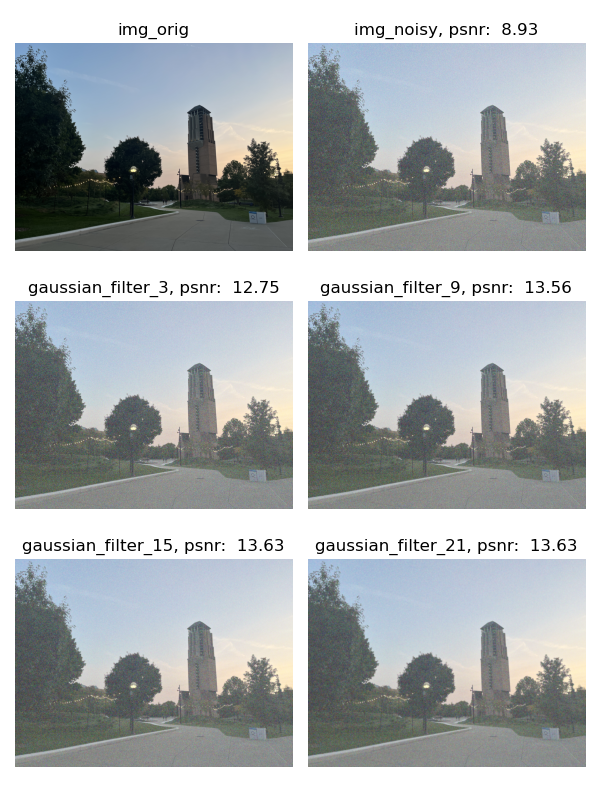 img_orig
img_noisy, psnr:  8.93
gaussian_filter_3, psnr:  12.75
gaussian_filter_9, psnr:  13.56
gaussian_filter_15, psnr:  13.63
gaussian_filter_21, psnr:  13.63